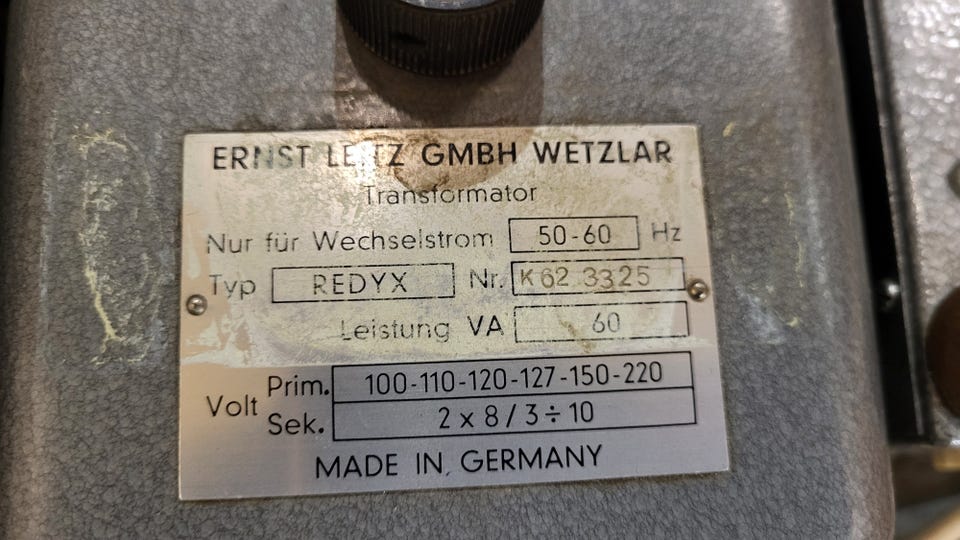 ERNST LEITZ GMBH WETZLAR
Transformator
Nur für Wechselstrom 50-60 Hz
Typ REDYX Nr. K62 3325
Leistung VA 60
Volt Prim. 100-110-120-127-150-220
Sek. 2 x 8 / 3 ÷ 10
MADE IN GERMANY